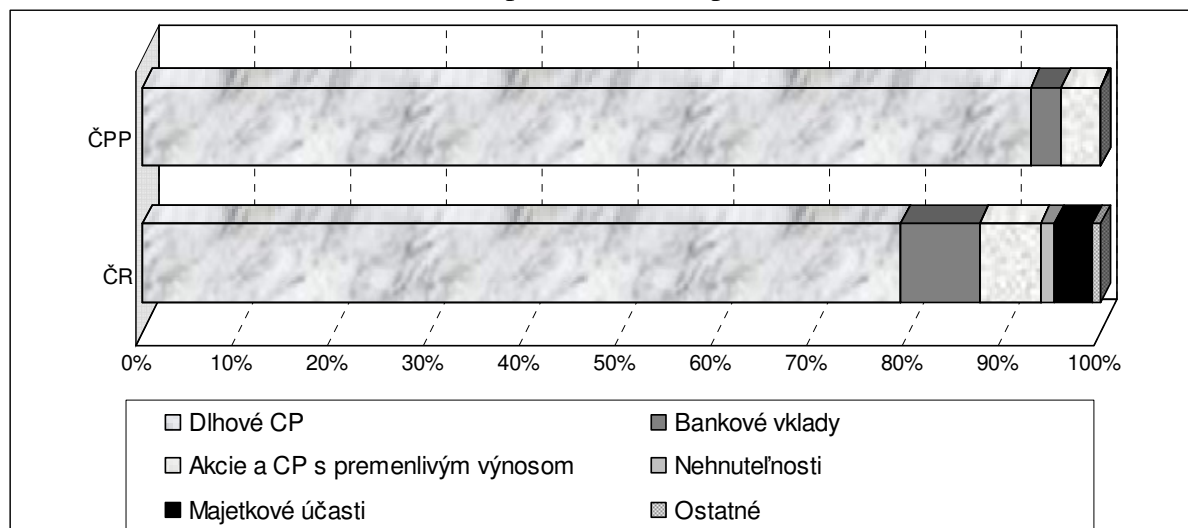 ČPP
ČR
0% 10% 20% 30% 40% 50% 60% 70% 80% 90% 100%
Dlhové CP
Bankové vklady
Akcie a CP s premenlivým výnosom
Nehnuteľnosti
Majetkové účasti
Ostatné